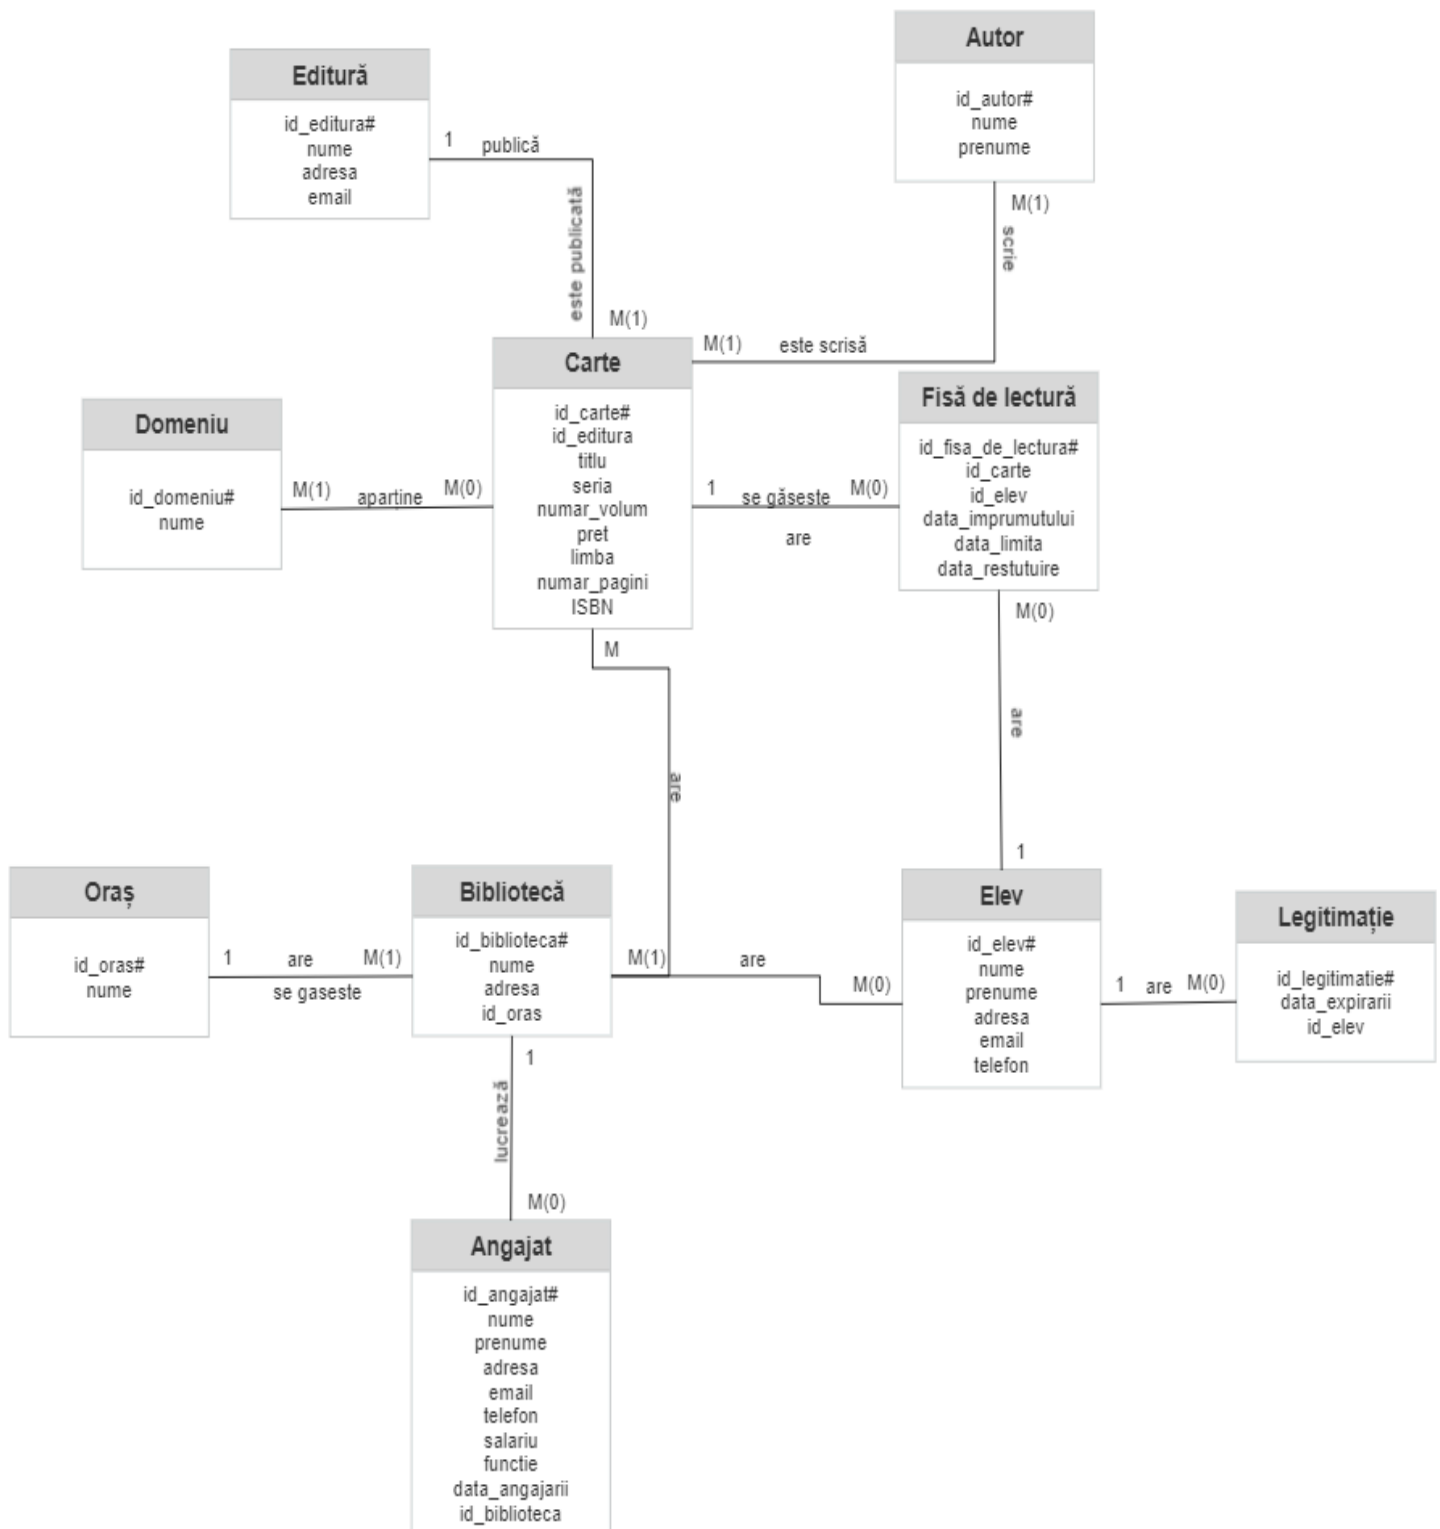 Autor
id_autor#
nume
prenume
Editură
id_editura#
nume
adresa
email
1
publică
este publicată
M(1)
M(1)
scrie
M(1)
este scrisă
Carte
id_carte#
id_editura
titlu
seria
numar_volum
pret
limba
numar_pagini
ISBN
Fisă de lectură
id_fisa_de_lectura#
id_carte
id_elev
data_imprumutului
data_limita
data_restutuire
Domeniu
id_domeniu#
nume
M(1)
aparține
M(0)
1
se găseste
M(0)
are
M(0)
M
are
are
1
Oraș
id_oras#
nume
1
are
M(1)
se gaseste
Bibliotecă
id_biblioteca#
nume
adresa
id_oras
M(1)
are
M(0)
Elev
id_elev#
nume
prenume
adresa
email
telefon
1
are
M(0)
Legitimație
id_legitimatie#
data_expirarii
id_elev
1
lucrează
M(0)
Angajat
id_angajat#
nume
prenume
adresa
email
telefon
salariu
functie
data_angajarii
id_biblioteca